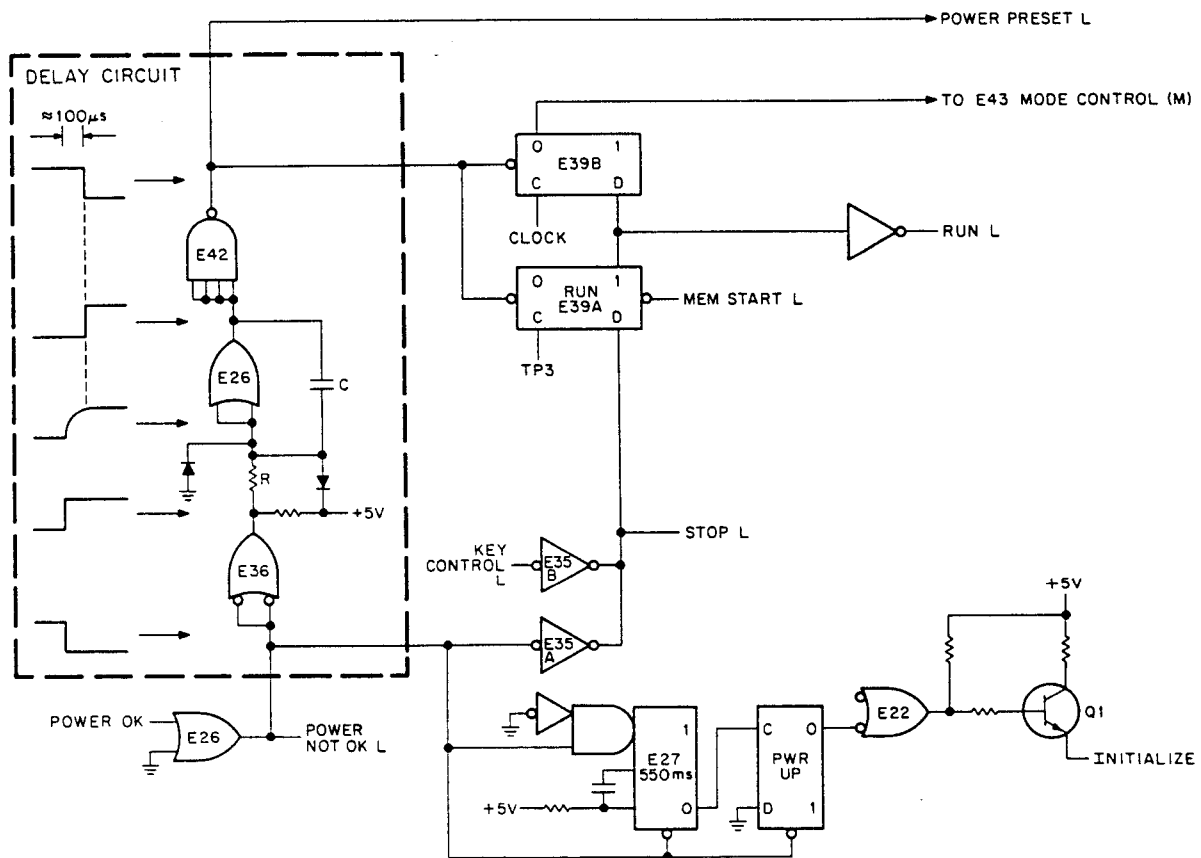 POWER PRESET L
DELAY CIRCUIT
≈100μs
TO E43 MODE CONTROL (M)
0 1
E39B
C D
CLOCK
RUN L
E42
0 1
RUN
E39A
C D
MEM START L
TP3
E26
C
R
+5V
STOP L
KEY
CONTROL
L
E35
B
E36
E35
A
+5V
POWER OK
E26
POWER
NOT OK L
1
E27
550ms
0
+5V
C 0
PWR
UP
D 1
E22
Q1
INITIALIZE